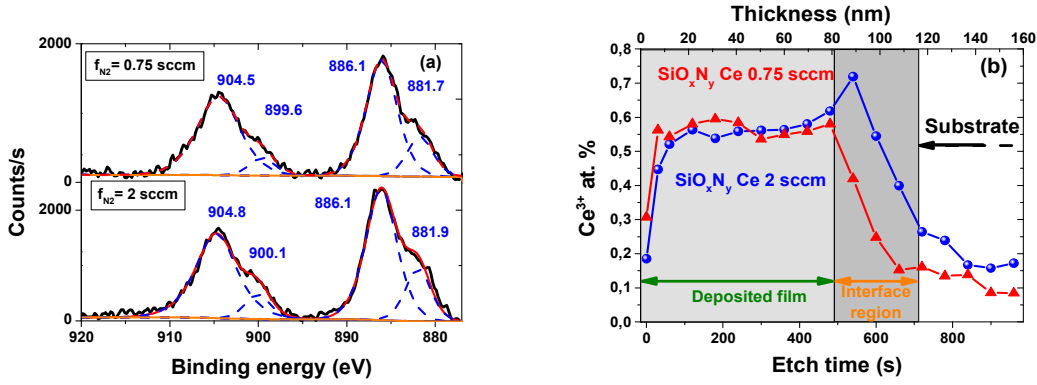 2000
0
2000
0
f_N2= 0.75 sccm
(a)
904.5
899.6
886.1
881.7
f_N2= 2 sccm
904.8
900.1
886.1
881.9
920 910 900 890 880
Binding energy (eV)
Counts/s
Thickness (nm)
0 20 40 60 80 100 120 140 160
0,8
0,7
0,6
0,5
0,4
0,3
0,2
0,1
0,0
Ce³⁺ at. %
SiOₓNᵧ Ce 0.75 sccm
(b)
Substrate
SiOₓNᵧ Ce 2 sccm
Deposited film
Interface
region
0 200 400 600 800
Etch time (s)